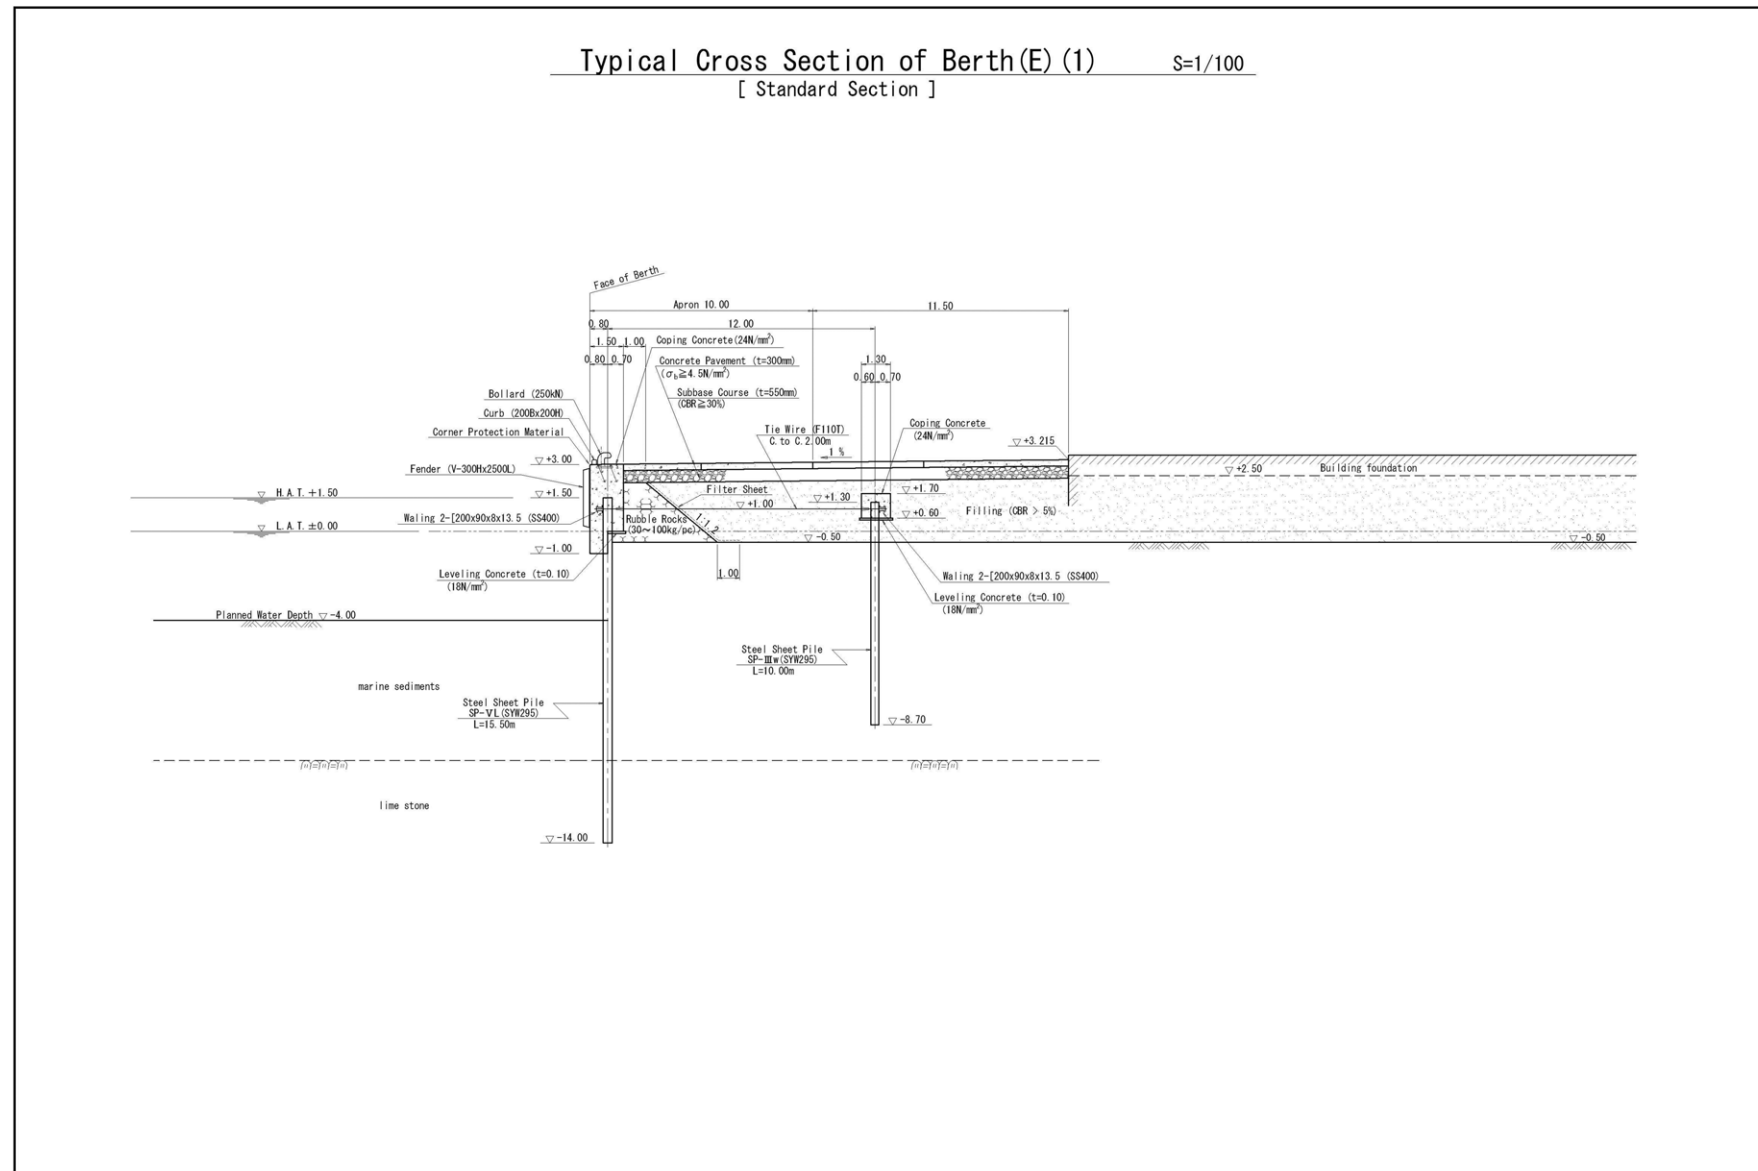 Typical Cross Section of Berth(E)(1) S=1/100
[ Standard Section ]
Face of Berth
Apron 10.00
11.50
0.80
12.00
1.50
1.00
Coping Concrete(24N/mm²)
0.80
0.70
Concrete Pavement (t=300mm)
(σb≧4.5N/mm²)
1.30
0.60
0.70
Bollard (250kN)
Subbase Course (t=550mm)
(CBR≧30%)
Curb (200Bx200H)
Corner Protection Material
Tie Wire (F110T)
C. to C. 2.00m
1 %
Coping Concrete
(24N/mm²)
▽+3.215
▽+3.00
Fender (V-300Hx2500L)
▽+2.50
Building foundation
▽ H.A.T. +1.50
▽+1.50
Filter Sheet
▽+1.00
▽+1.30
▽+1.70
▽+0.60
Filling (CBR > 5%)
Waling 2-[200x90x8x13.5 (SS400)
Rubble Rocks
(30~100kg/pc)
1:1.2
▽ L.A.T. ±0.00
▽-0.50
▽-0.50
▽-1.00
1.00
Leveling Concrete (t=0.10)
(18N/mm²)
Waling 2-[200x90x8x13.5 (SS400)
Leveling Concrete (t=0.10)
(18N/mm²)
Planned Water Depth ▽-4.00
Steel Sheet Pile
SP-Ⅲw(SYW295)
L=10.00m
marine sediments
Steel Sheet Pile
SP-ⅤL(SYW295)
L=15.50m
▽-8.70
lime stone
▽-14.00